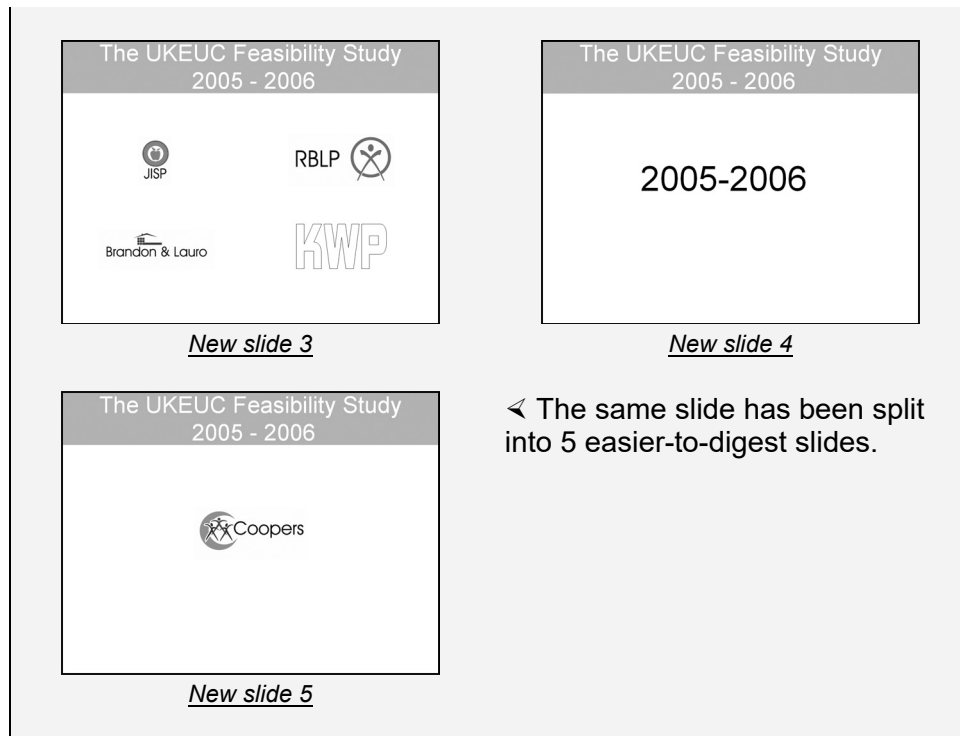 The UKEUC Feasibility Study
2005 - 2006
JISP
RBLP
Brandon & Lauro
KWP
New slide 3
The UKEUC Feasibility Study
2005 - 2006
2005-2006
New slide 4
The UKEUC Feasibility Study
2005 - 2006
Coopers
New slide 5
The same slide has been split
into 5 easier-to-digest slides.